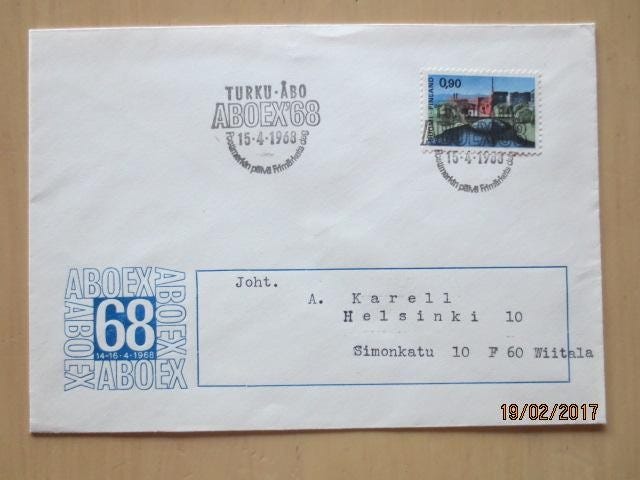 TURKU - ÅBO
ABOEX'68
15-4-1968
Postimerkin päivä Frimärkets dag
0,90
FINLAND
15-4-1968
Postimerkin päivä Frimärkets dag
ABOEX
ABOEX
ABOEX
ABOEX
68
14-16-4-1968
Joht.
A. Karell
Helsinki 10
Simonkatu 10 F 60 Wiitala
19/02/2017